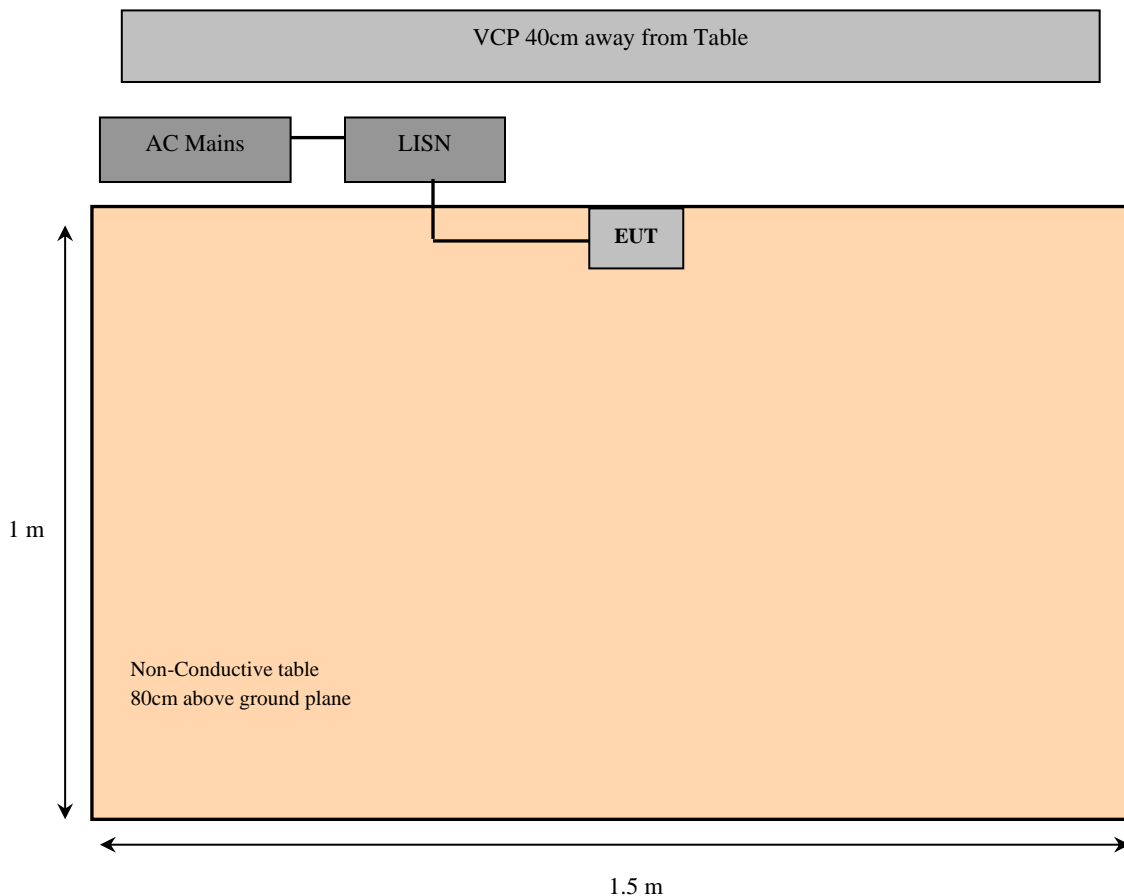 VCP 40cm away from Table
AC Mains
LISN
EUT
1 m
Non-Conductive table
80cm above ground plane
1.5 m